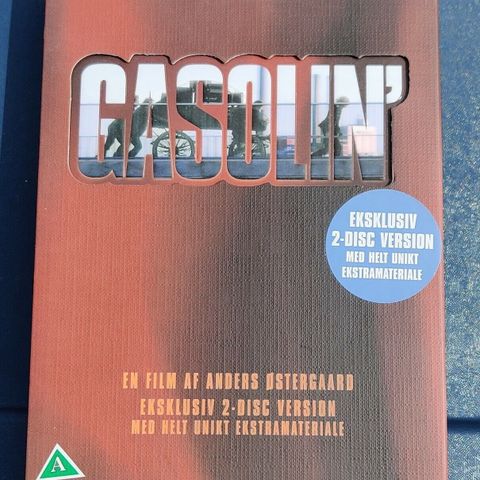 GASOLIN'
EKSKLUSIV
2-DISC VERSION
MED HELT UNIKT
EKSTRAMATERIALE
EN FILM AF ANDERS ØSTERGAARD
EKSKLUSIV 2-DISC VERSION
MED HELT UNIKT EKSTRAMATERIALE
A